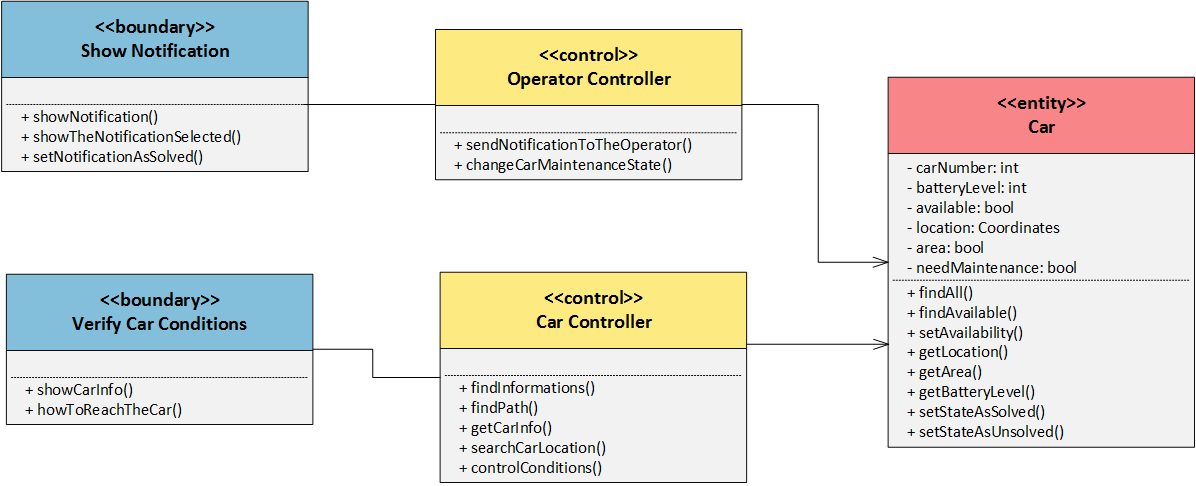 <<boundary>>
Show Notification
+ showNotification()
+ showTheNotificationSelected()
+ setNotificationAsSolved()
<<control>>
Operator Controller
+ sendNotificationToTheOperator()
+ changeCarMaintenanceState()
<<entity>>
Car
- carNumber: int
- batteryLevel: int
- available: bool
- location: Coordinates
- area: bool
- needMaintenance: bool
+ findAll()
+ findAvailable()
+ setAvailability()
+ getLocation()
+ getArea()
+ getBatteryLevel()
+ setStateAsSolved()
+ setStateAsUnsolved()
<<boundary>>
Verify Car Conditions
+ showCarInfo()
+ howToReachTheCar()
<<control>>
Car Controller
+ findInformations()
+ findPath()
+ getCarInfo()
+ searchCarLocation()
+ controlConditions()